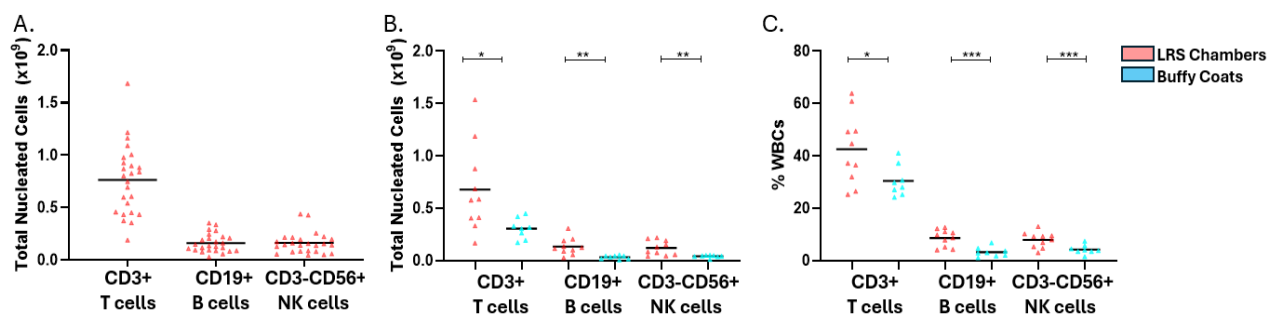 A.
Total Nucleated Cells (x10⁹)
2.0
1.5
1.0
0.5
0.0
CD3+ CD19+ CD3-CD56+
T cells B cells NK cells
B.
Total Nucleated Cells (x10⁹)
2.0
1.5
1.0
0.5
0.0
* ** **
CD3+ CD19+ CD3-CD56+
T cells B cells NK cells
C.
% WBCs
80
60
40
20
0
* *** ***
CD3+ CD19+ CD3-CD56+
T cells B cells NK cells
LRS Chambers
Buffy Coats